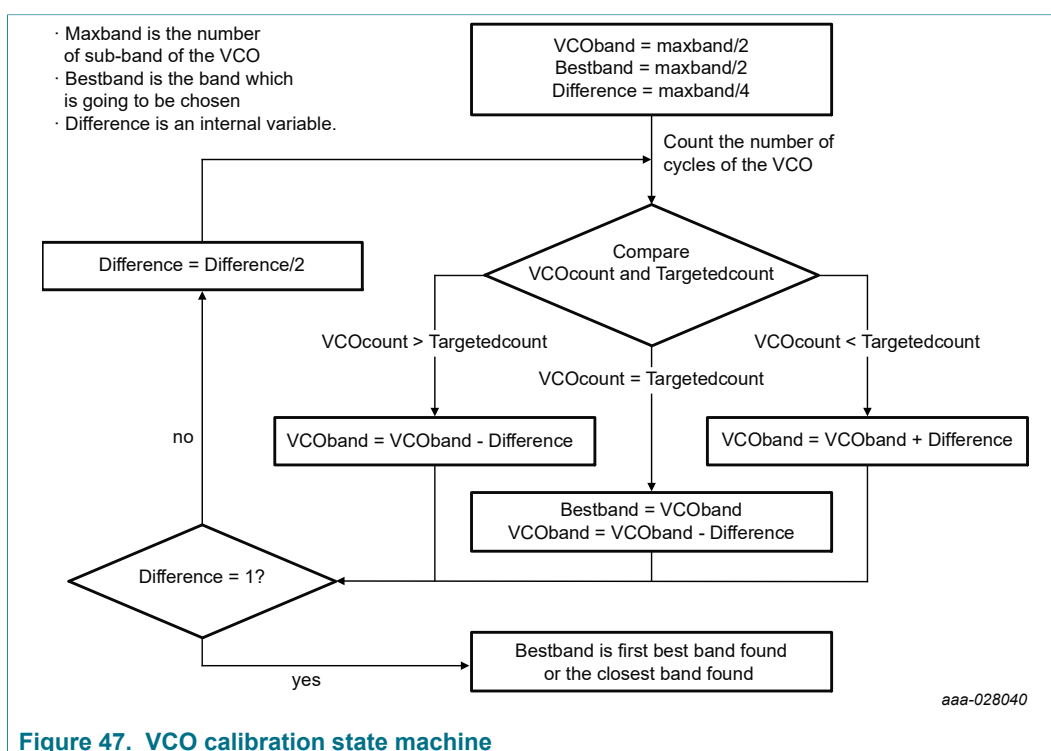 · Maxband is the number
of sub-band of the VCO
· Bestband is the band which
is going to be chosen
· Difference is an internal variable.
VCOband = maxband/2
Bestband = maxband/2
Difference = maxband/4
Count the number of
cycles of the VCO
Difference = Difference/2
Compare
VCOcount and Targetedcount
VCOcount > Targetedcount
VCOcount < Targetedcount
VCOcount = Targetedcount
no
VCOband = VCOband - Difference
VCOband = VCOband + Difference
Bestband = VCOband
VCOband = VCOband - Difference
Difference = 1?
yes
Bestband is first best band found
or the closest band found
aaa-028040
Figure 47. VCO calibration state machine